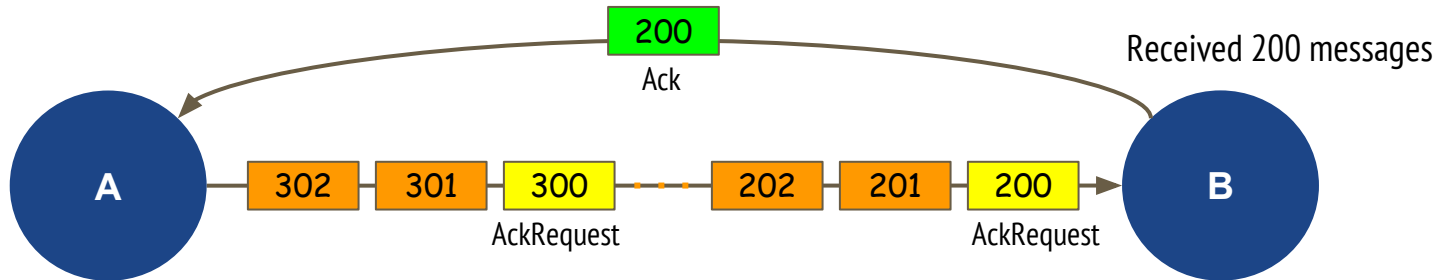 200
Ack
Received 200 messages
A
302 301 300 202 201 200
B
AckRequest AckRequest